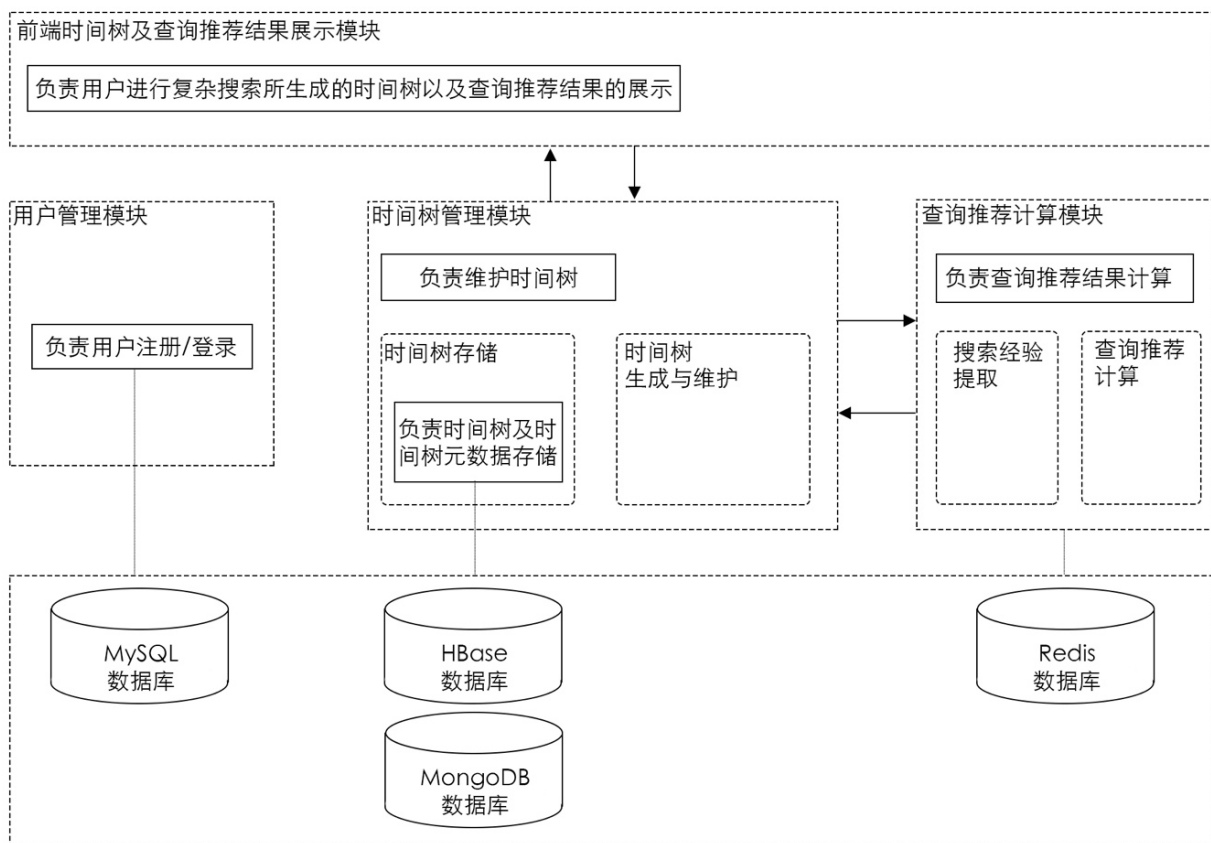 前端时间树及查询推荐结果展示模块
负责用户进行复杂搜索所生成的时间树以及查询推荐结果的展示
用户管理模块
负责用户注册/登录
时间树管理模块
负责维护时间树
时间树存储
负责时间树及时
间树元数据存储
时间树
生成与维护
查询推荐计算模块
负责查询推荐结果计算
搜索经验
提取
查询推荐
计算
MySQL
数据库
HBase
数据库
MongoDB
数据库
Redis
数据库